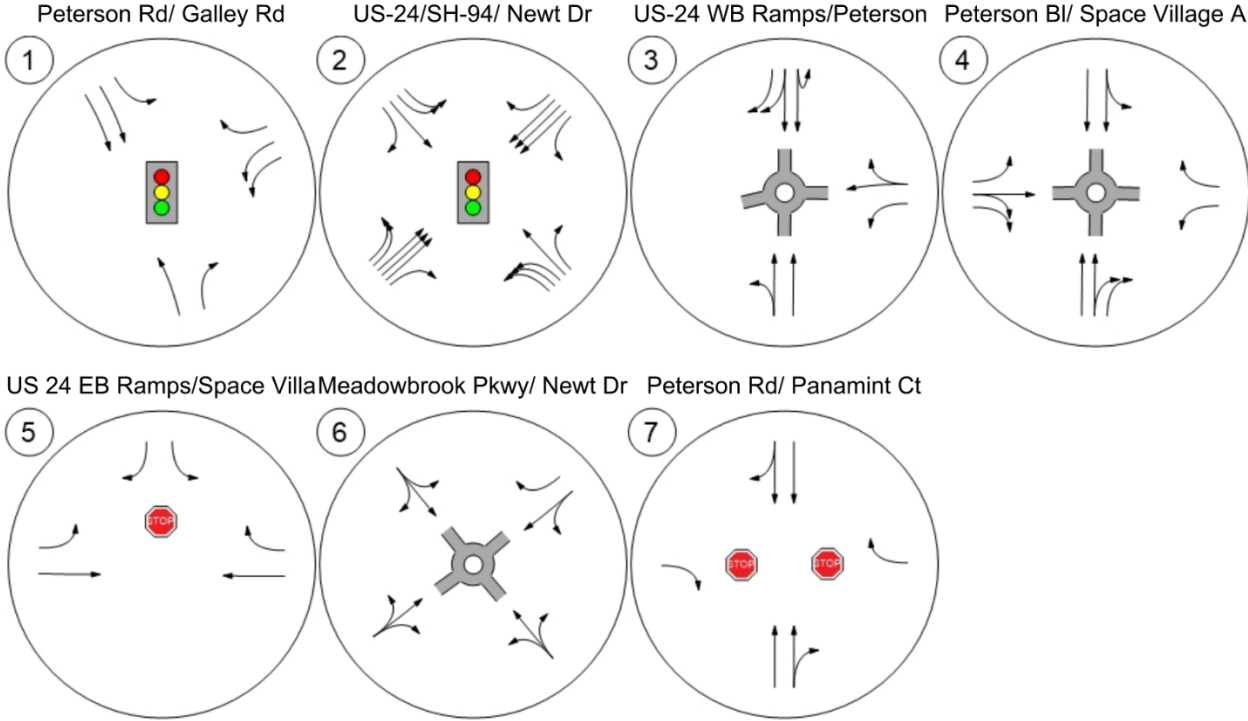 Peterson Rd/ Galley Rd
US-24/SH-94/ Newt Dr
US-24 WB Ramps/Peterson
Peterson Bl/ Space Village A
1
2
3
4
US 24 EB Ramps/Space Villa
Meadowbrook Pkwy/ Newt Dr
Peterson Rd/ Panamint Ct
5
6
7
STOP
STOP
STOP